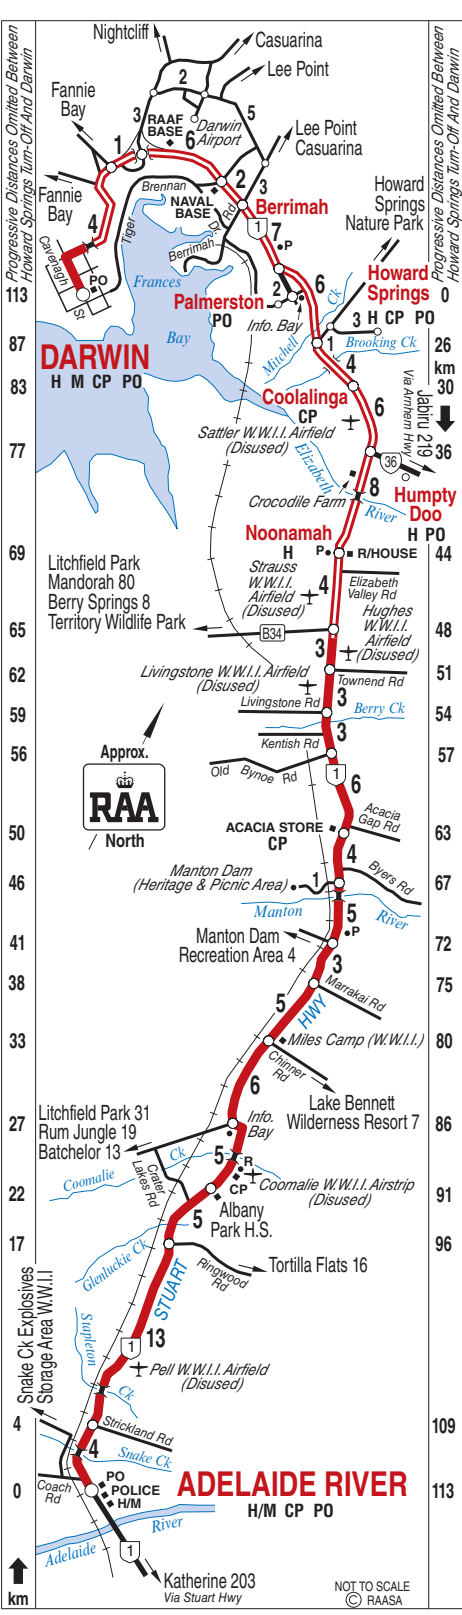 Progressive Distances Omitted Between
Howard Springs Turn-Off And Darwin
Progressive Distances Omitted Between
Howard Springs Turn-Off And Darwin
Nightcliff
Casuarina
Lee Point
2
Fannie
Bay
3
RAAF
BASE
Darwin
Airport
5
1
6
Lee Point
Casuarina
Fannie
Bay
Brennan
2
3
Howard
Springs
Nature Park
4
NAVAL
BASE
Dr
Rd
Berrimah
1
7
P
Tiger
Berrimah
Cavenagh
St
PO
Frances
Bay
6
2
Palmerston
PO
Info. Bay
Howard
Springs
H CP PO
113
0
Mitchell
Ck
3
1
Brooking Ck
87
26
km
DARWIN
H M CP PO
4
83
30
Coolalinga
CP
6
Jabiru 219
Via Arnhem Hwy
Sattler W.W.I.I. Airfield
(Disused)
77
36
36
Elizabeth
River
Crocodile Farm
8
Humpty
Doo
H PO
Noonamah
H
P
R/HOUSE
69
44
Strauss
W.W.I.I.
Airfield
(Disused)
4
Elizabeth
Valley Rd
Litchfield Park
Mandorah 80
Berry Springs 8
Territory Wildlife Park
Hughes
W.W.I.I.
Airfield
(Disused)
65
B34
48
3
Livingstone W.W.I.I. Airfield
(Disused)
62
51
Townend Rd
3
Livingstone Rd
59
54
Berry Ck
3
Kentish Rd
56
57
Approx.
RAA
North
Old Bynoe Rd
1
6
Acacia
Gap Rd
ACACIA STORE
CP
50
63
4
Byers Rd
Manton Dam
(Heritage & Picnic Area)
1
46
67
Manton
River
5
P
Manton Dam
Recreation Area 4
41
72
3
38
75
Marrakai Rd
5
HWY
33
80
Miles Camp (W.W.I.I.)
Chinner
Rd
6
Lake Bennett
Wilderness Resort 7
Litchfield Park 31
Rum Jungle 19
Batchelor 13
27
86
Info.
Bay
Ck
Coomalie
Crater
Lakes Rd
5
R
CP
Coomalie W.W.I.I. Airstrip
(Disused)
22
91
Albany
Park H.S.
5
17
96
Glenluckie Ck
Ringwood
Rd
Tortilla Flats 16
STUART
Snake Ck Explosives
Storage Area W.W.I.I
Stapleton
Ck
1
13
Pell W.W.I.I. Airfield
(Disused)
4
109
Strickland Rd
4
Snake Ck
Coach
Rd
PO
POLICE
H/M
0
113
ADELAIDE RIVER
H/M CP PO
Adelaide
River
1
km
Katherine 203
Via Stuart Hwy
NOT TO SCALE
© RAASA